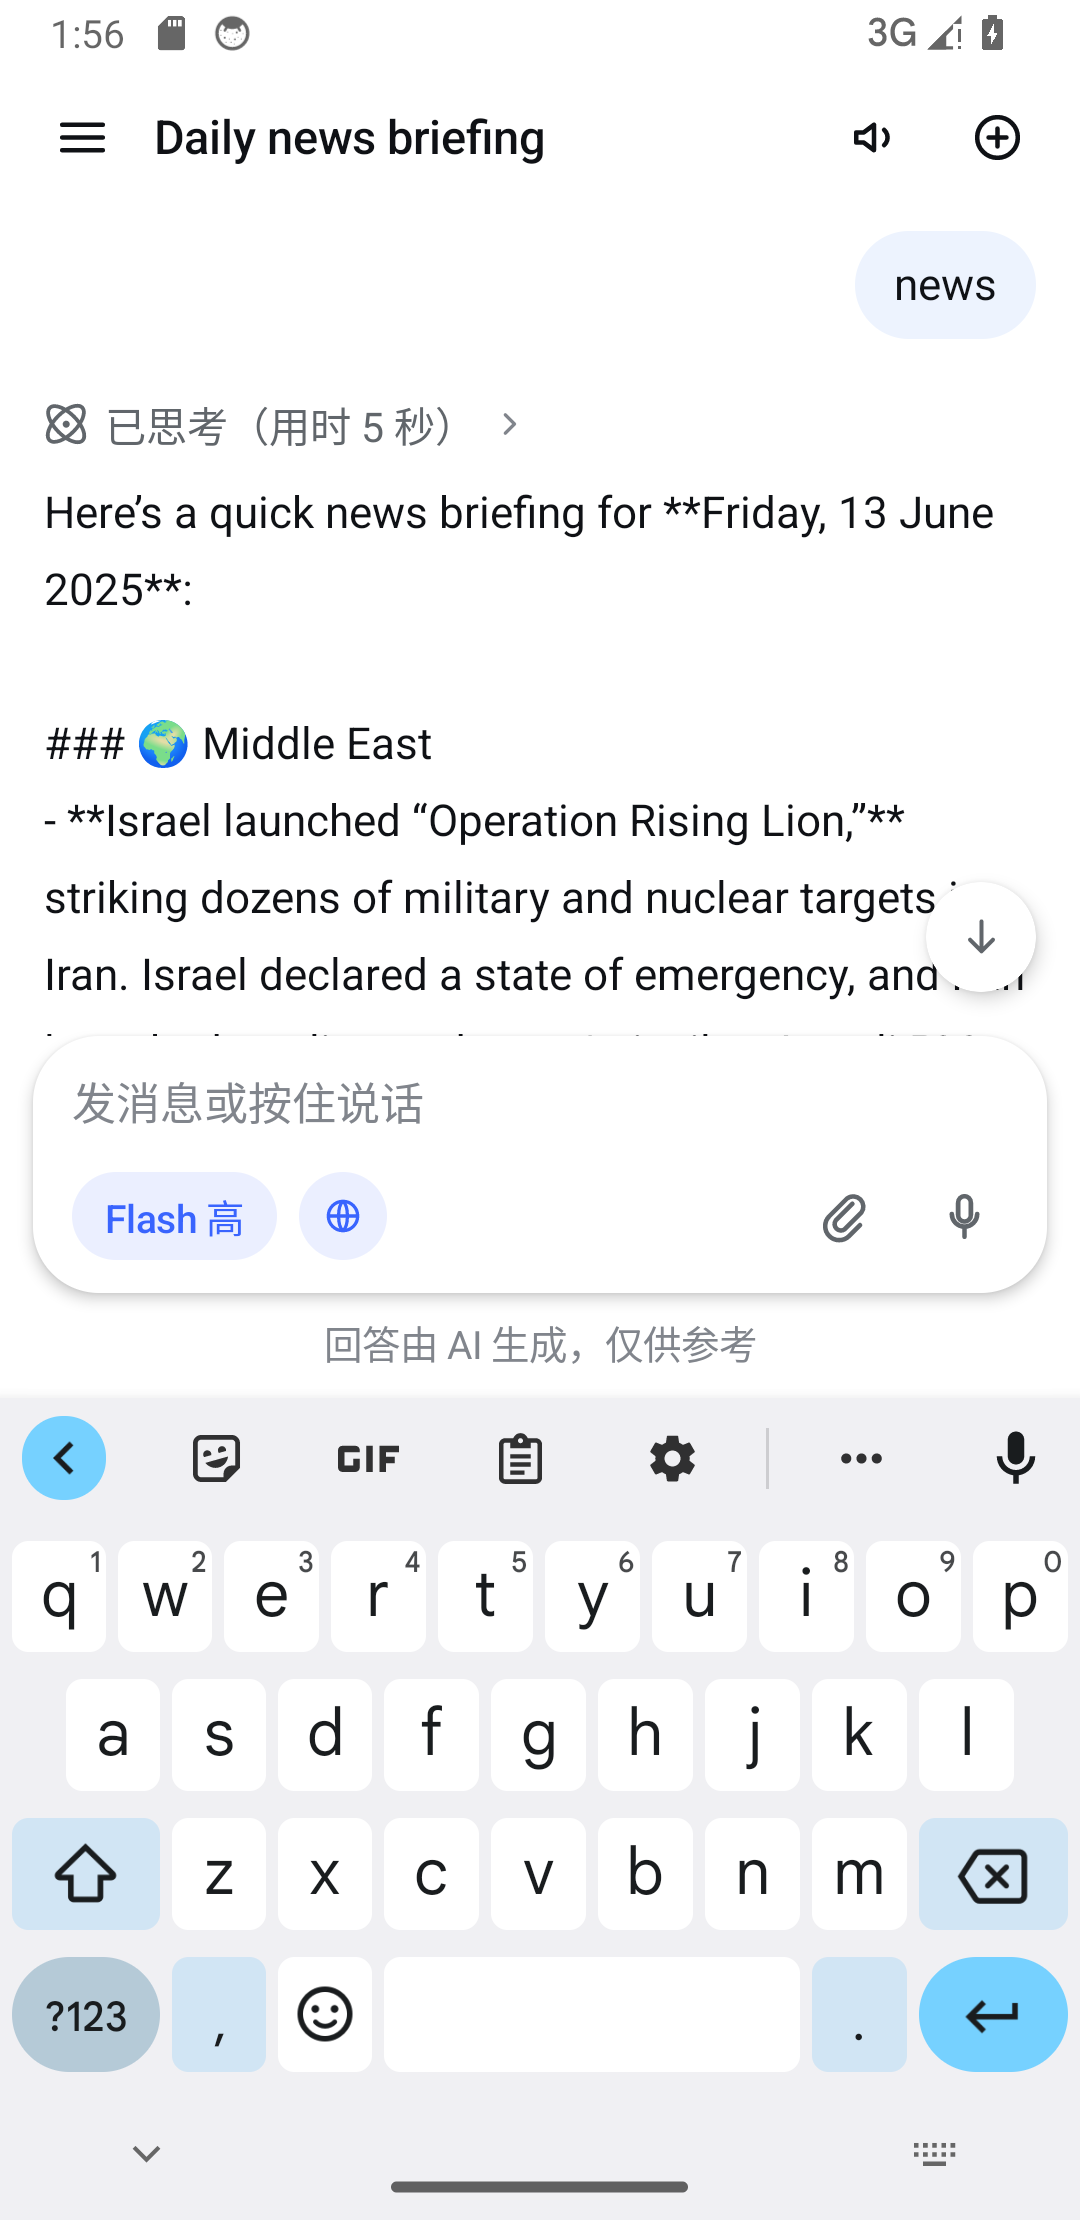 1:56
3G
Daily news briefing
news
已思考（用时 5 秒）
Here’s a quick news briefing for **Friday, 13 June
2025**:
### 🌍 Middle East
- **Israel launched “Operation Rising Lion,”**
striking dozens of military and nuclear targets
Iran. Israel declared a state of emergency, and
发消息或按住说话
Flash 高
回答由 AI 生成，仅供参考
GIF
q 1 w 2 e 3 r 4 t 5 y 6 u 7 i 8 o 9 p 0
a s d f g h j k l
z x c v b n m
?123 , .